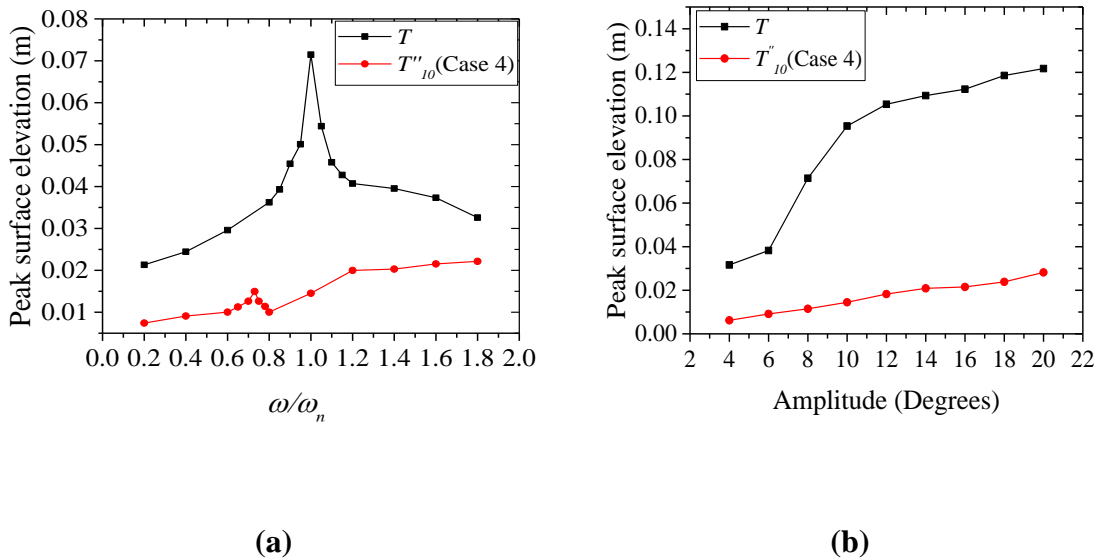 Peak surface elevation (m)
0.08
0.07
0.06
0.05
0.04
0.03
0.02
0.01
T
T''10(Case 4)
0.0 0.2 0.4 0.6 0.8 1.0 1.2 1.4 1.6 1.8 2.0
ω/ωn
(a)
Peak surface elevation (m)
0.14
0.12
0.10
0.08
0.06
0.04
0.02
0.00
T
T''10(Case 4)
2 4 6 8 10 12 14 16 18 20 22
Amplitude (Degrees)
(b)